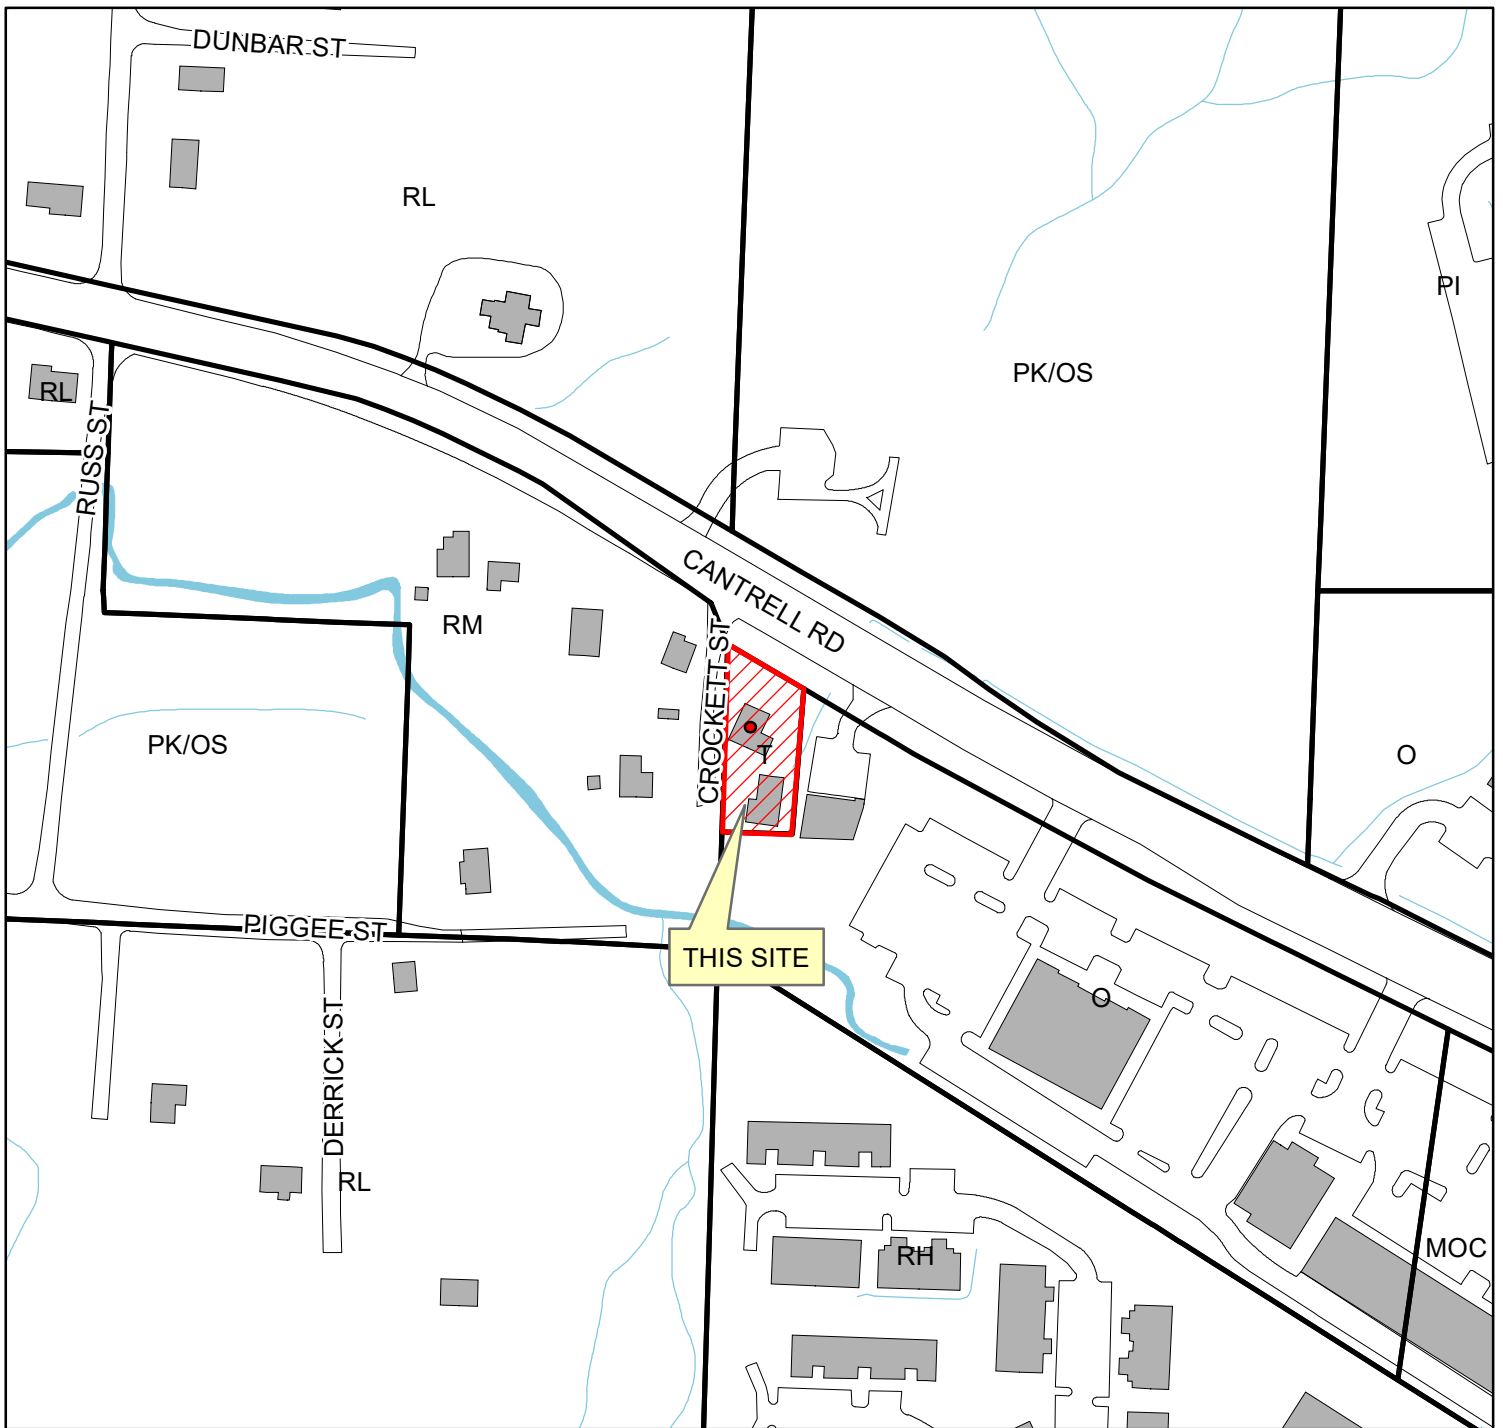 DUNBAR ST
RL
PI
PK/OS
RL
RUSS ST
CANTRELL RD
RM
CROCKETT ST
PK/OS
T
O
PIGGEE ST
THIS SITE
O
DERRICK ST
RL
RH
MOC